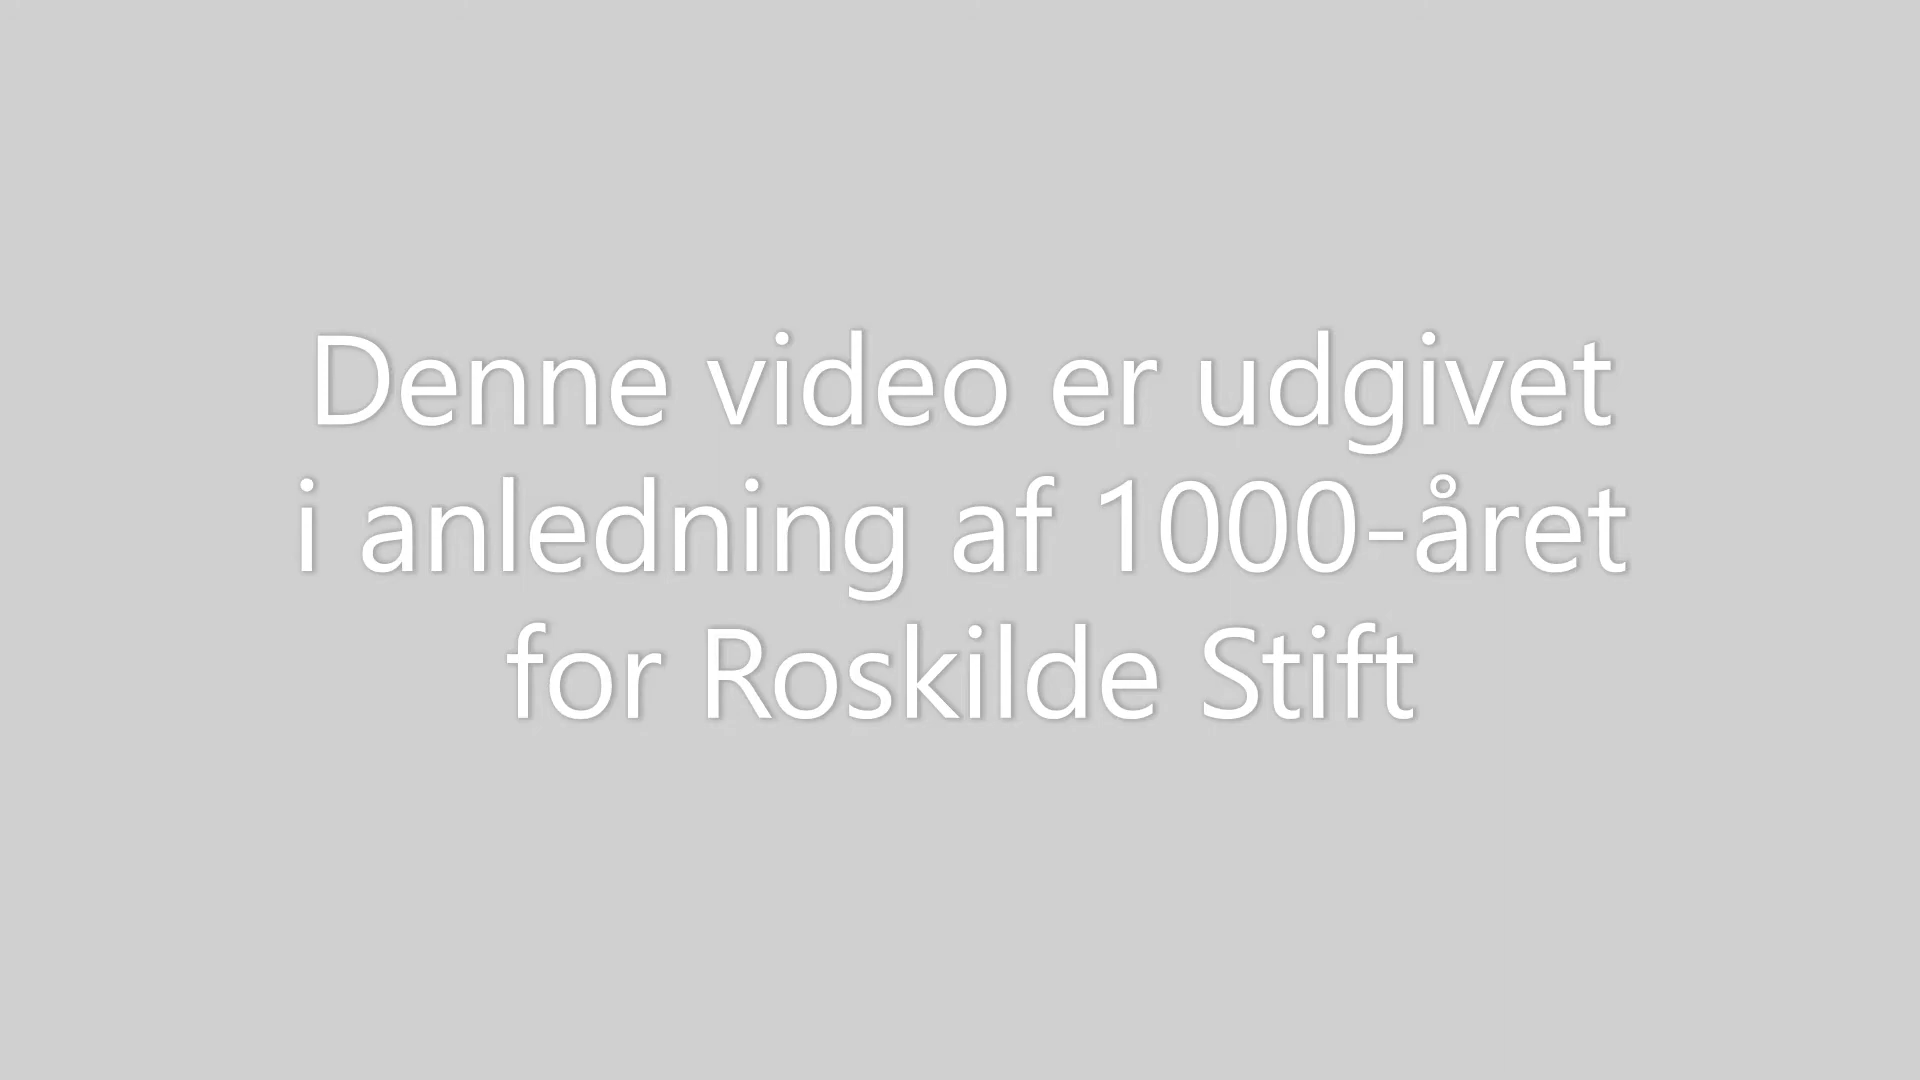 Denne video er udgivet
i anledning af 1000-året
for Roskilde Stift